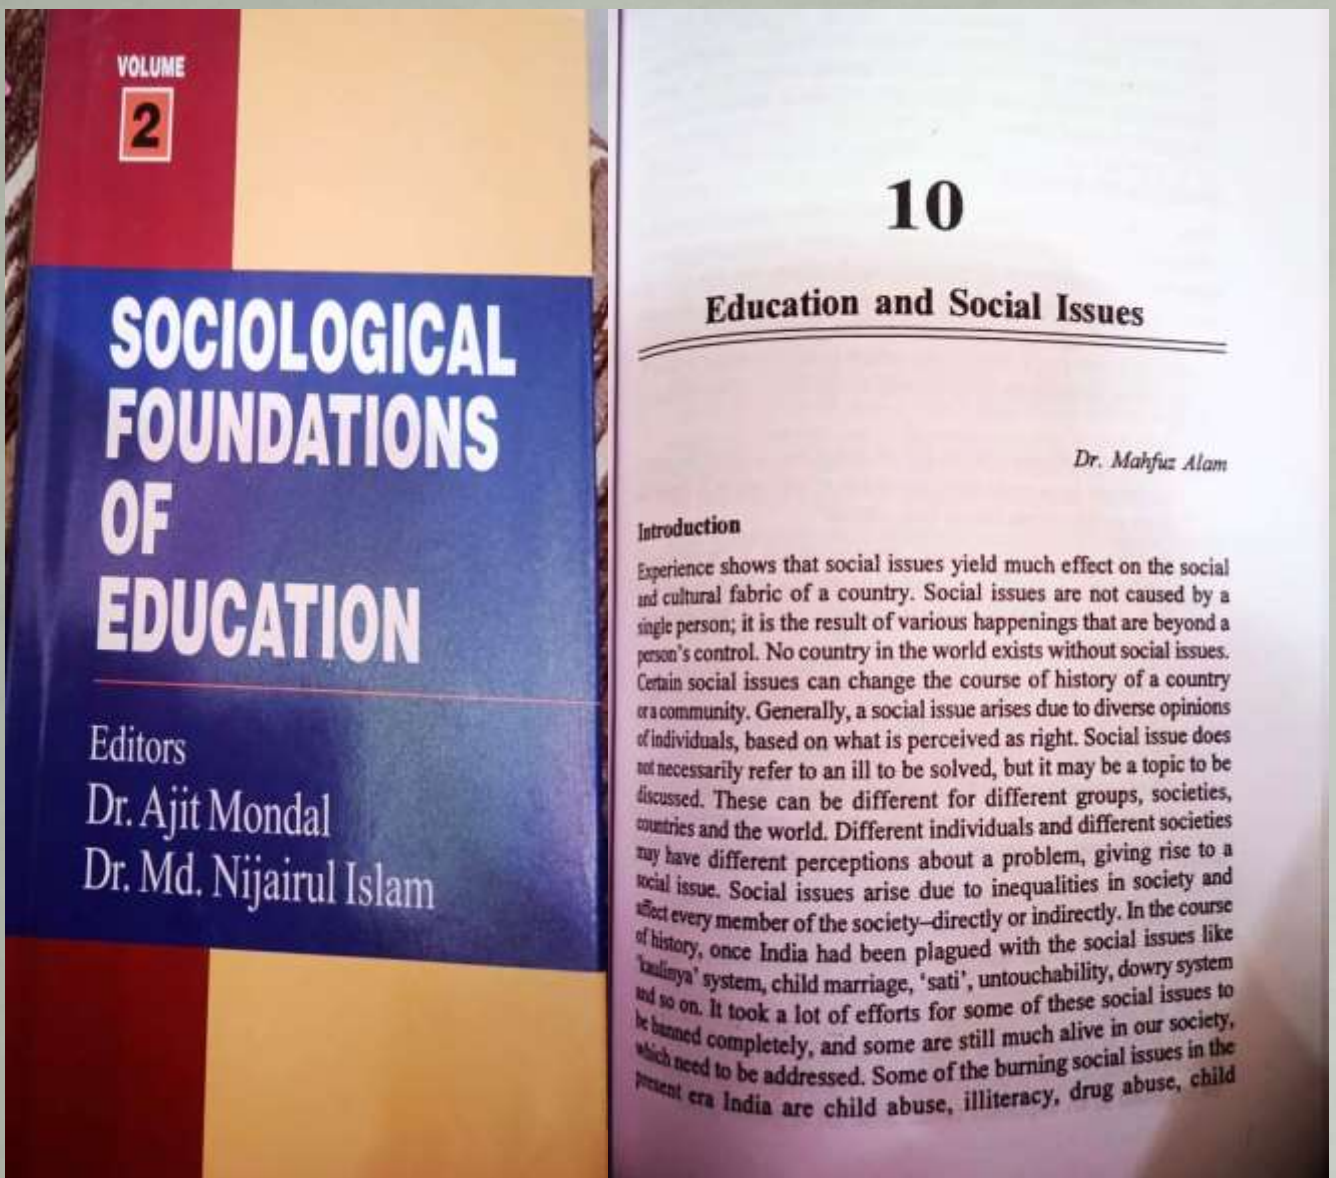 VOLUME
2
SOCIOLOGICAL
FOUNDATIONS
OF
EDUCATION
Editors
Dr. Ajit Mondal
Dr. Md. Nijairul Islam
10
Education and Social Issues
Dr. Mahfuz Alam
Introduction
Experience shows that social issues yield much effect on the social
and cultural fabric of a country. Social issues are not caused by a
single person; it is the result of various happenings that are beyond a
person's control. No country in the world exists without social issues.
Certain social issues can change the course of history of a country
or a community. Generally, a social issue arises due to diverse opinions
of individuals, based on what is perceived as right. Social issue does
not necessarily refer to an ill to be solved, but it may be a topic to be
discussed. These can be different for different groups, societies,
countries and the world. Different individuals and different societies
may have different perceptions about a problem, giving rise to a
social issue. Social issues arise due to inequalities in society and
affect every member of the society–directly or indirectly. In the course
of history, once India had been plagued with the social issues like
'kaulinya' system, child marriage, 'sati', untouchability, dowry system
and so on. It took a lot of efforts for some of these social issues to
be banned completely, and some are still much alive in our society,
which need to be addressed. Some of the burning social issues in the
present era India are child abuse, illiteracy, drug abuse, child